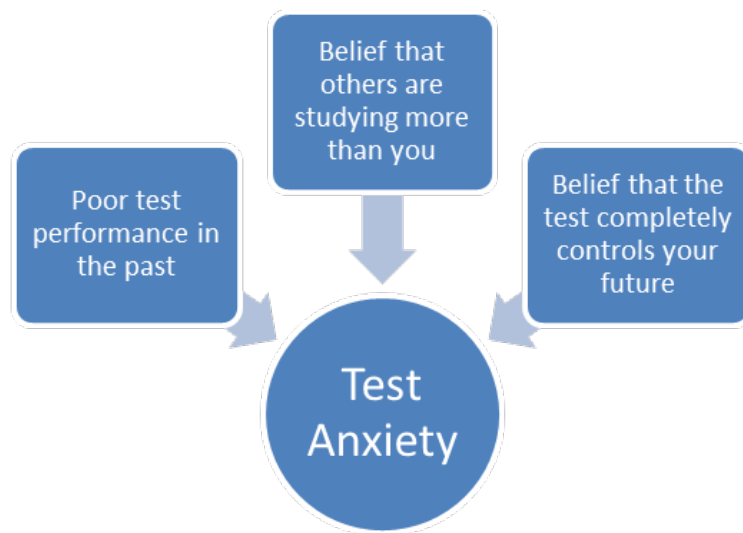 Belief that
others are
studying more
than you
Poor test
performance in
the past
Belief that the
test completely
controls your
future
Test
Anxiety